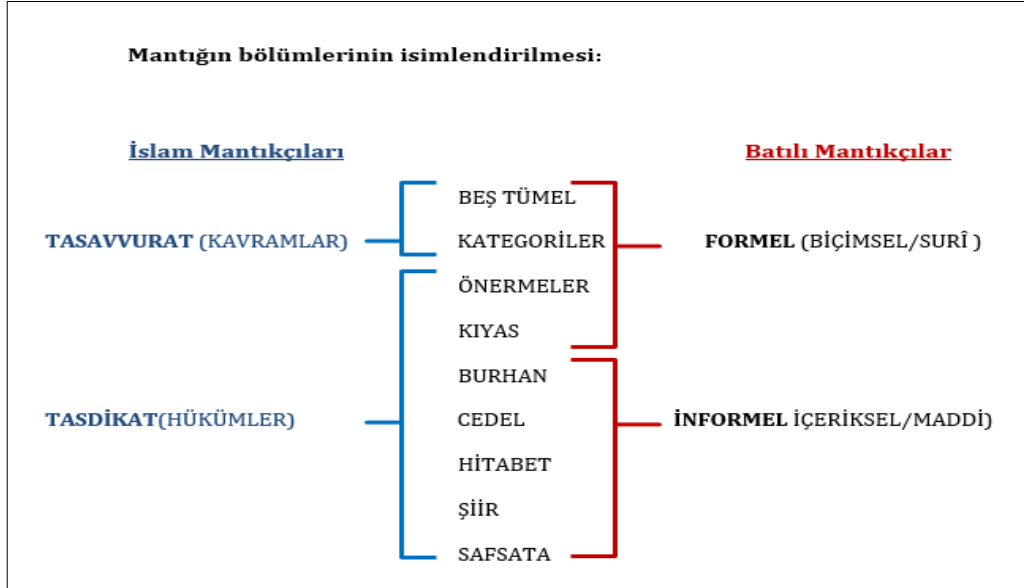 Mantığın bölümlerinin isimlendirilmesi:
İslam Mantıkçıları
Batılı Mantıkçılar
BEŞ TÜMEL
TASAVVURAT (KAVRAMLAR)
KATEGORİLER
FORMEL (BİÇİMSEL/SURÎ )
ÖNERMELER
KIYAS
BURHAN
TASDİKAT(HÜKÜMLER)
CEDEL
İNFORMEL İÇERİKSEL/MADDİ)
HİTABET
ŞİİR
SAFSATA